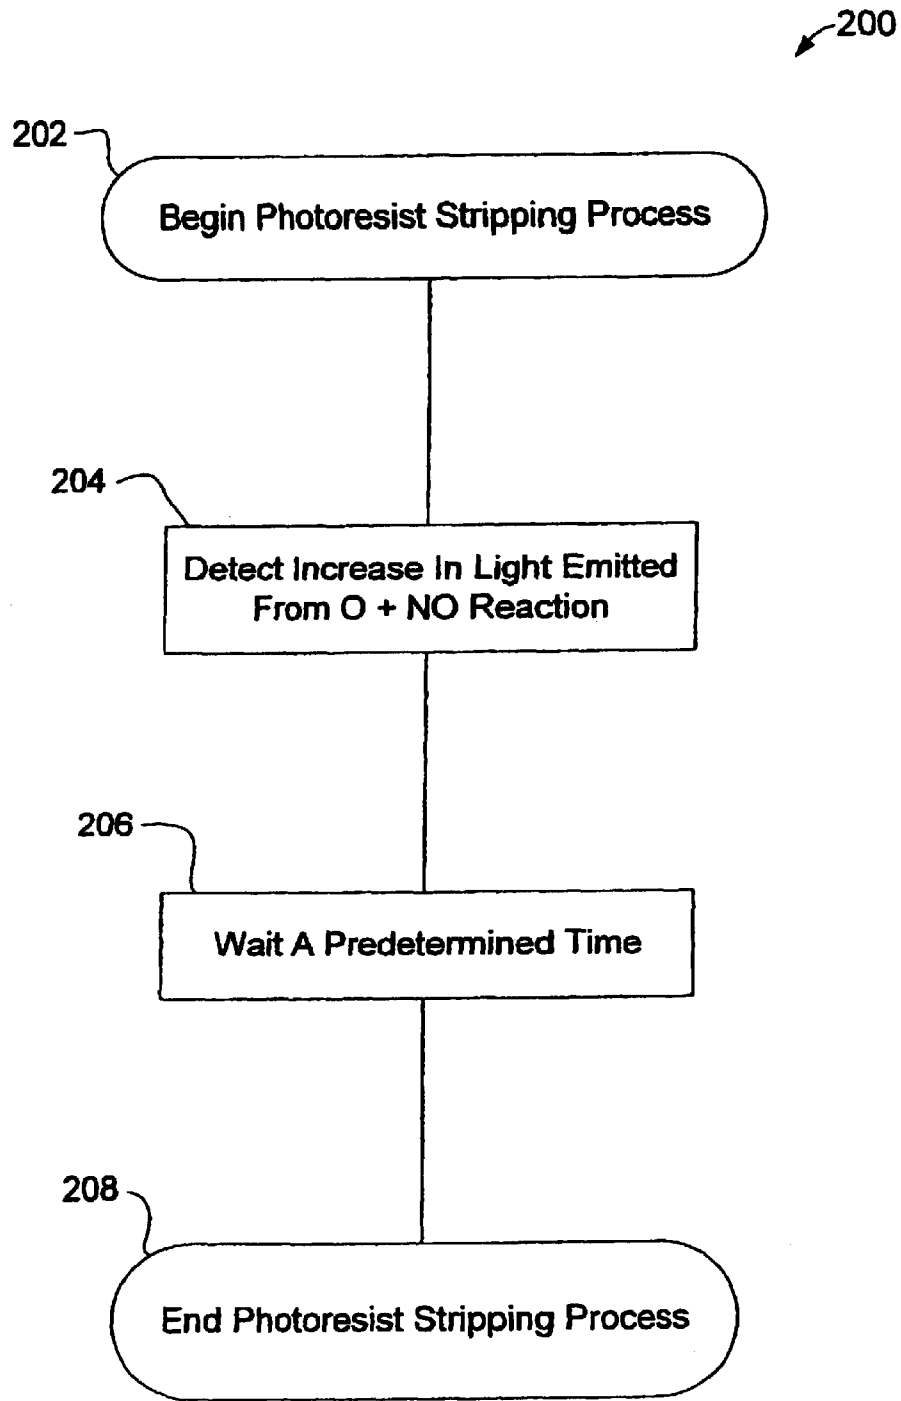 200
202
Begin Photoresist Stripping Process
204
Detect Increase In Light Emitted
From O + NO Reaction
206
Wait A Predetermined Time
208
End Photoresist Stripping Process